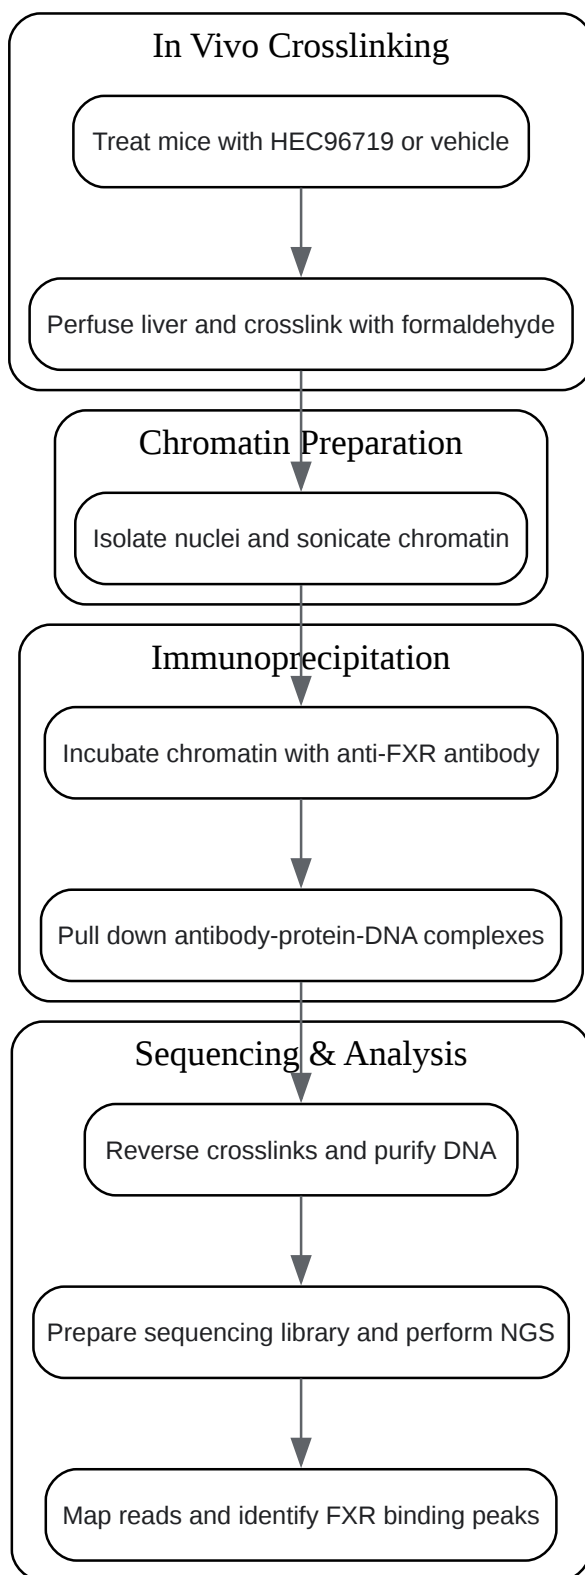 In Vivo Crosslinking
Treat mice with HEC96719 or vehicle
Perfuse liver and crosslink with formaldehyde
Chromatin Preparation
Isolate nuclei and sonicate chromatin
Immunoprecipitation
Incubate chromatin with anti-FXR antibody
Pull down antibody-protein-DNA complexes
Sequencing & Analysis
Reverse crosslinks and purify DNA
Prepare sequencing library and perform NGS
Map reads and identify FXR binding peaks